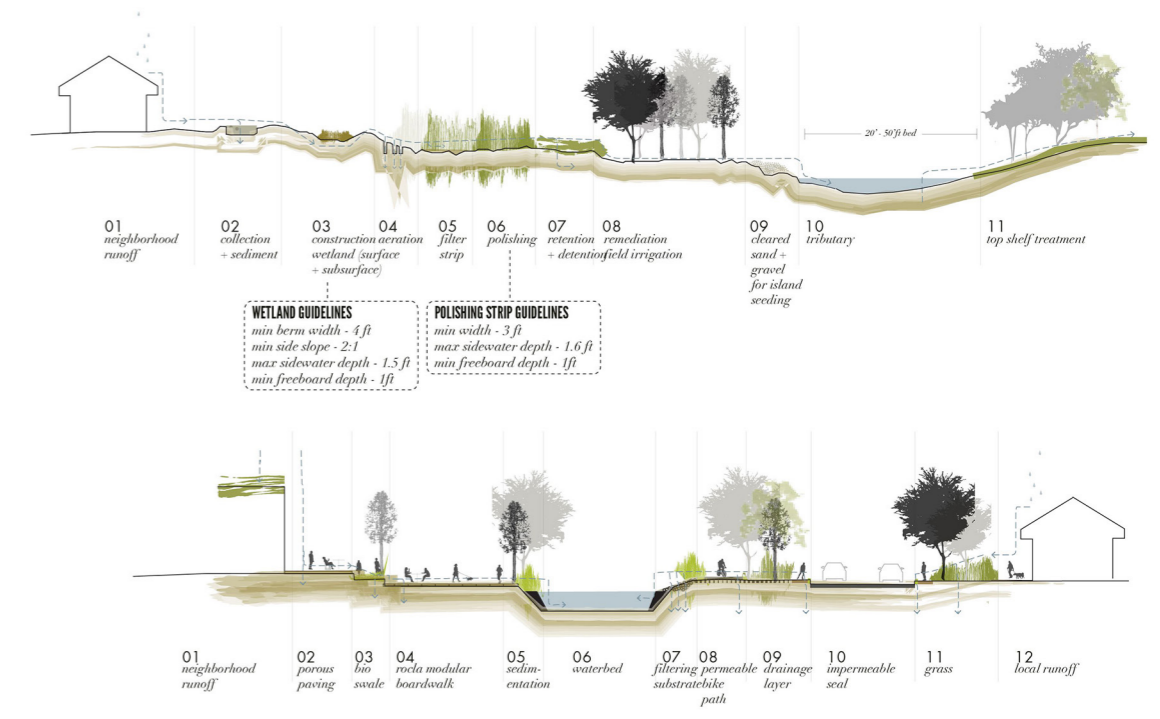 20' - 50'ft bed
01
neighborhood
runoff
02
collection
+ sediment
03
construction
wetland (surface
+ subsurface)
04
aeration
05
filter
strip
06
polishing
07
retention
+ detention
08
remediation
field irrigation
09
cleared
sand +
gravel
for island
seeding
10
tributary
11
top shelf treatment
WETLAND GUIDELINES
min berm width - 4 ft
min side slope - 2:1
max sidewater depth - 1.5 ft
min freeboard depth - 1ft
POLISHING STRIP GUIDELINES
min width - 3 ft
max sidewater depth - 1.6 ft
min freeboard depth - 1ft
01
neighborhood
runoff
02
porous
paving
03
bio
swale
04
rocla modular
boardwalk
05
sedim-
entation
06
waterbed
07
filtering
substrate
08
permeable
bike
path
09
drainage
layer
10
impermeable
seal
11
grass
12
local runoff